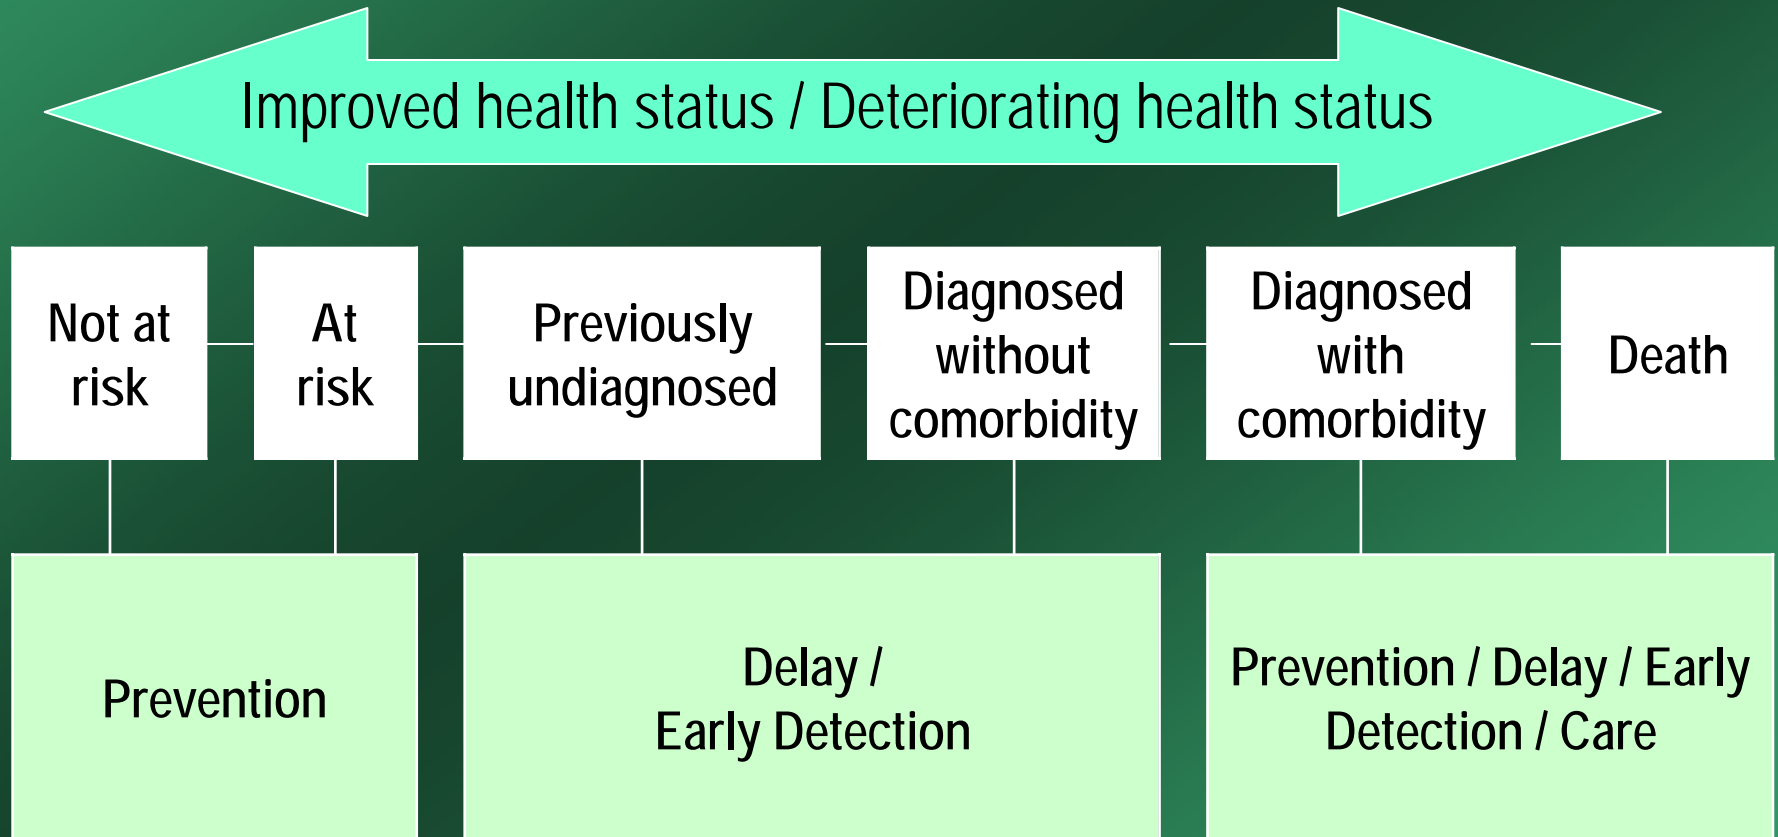 Improved health status / Deteriorating health status
Not at
risk
At
risk
Previously
undiagnosed
Diagnosed
without
comorbidity
Diagnosed
with
comorbidity
Death
Prevention
Delay /
Early Detection
Prevention / Delay / Early
Detection / Care